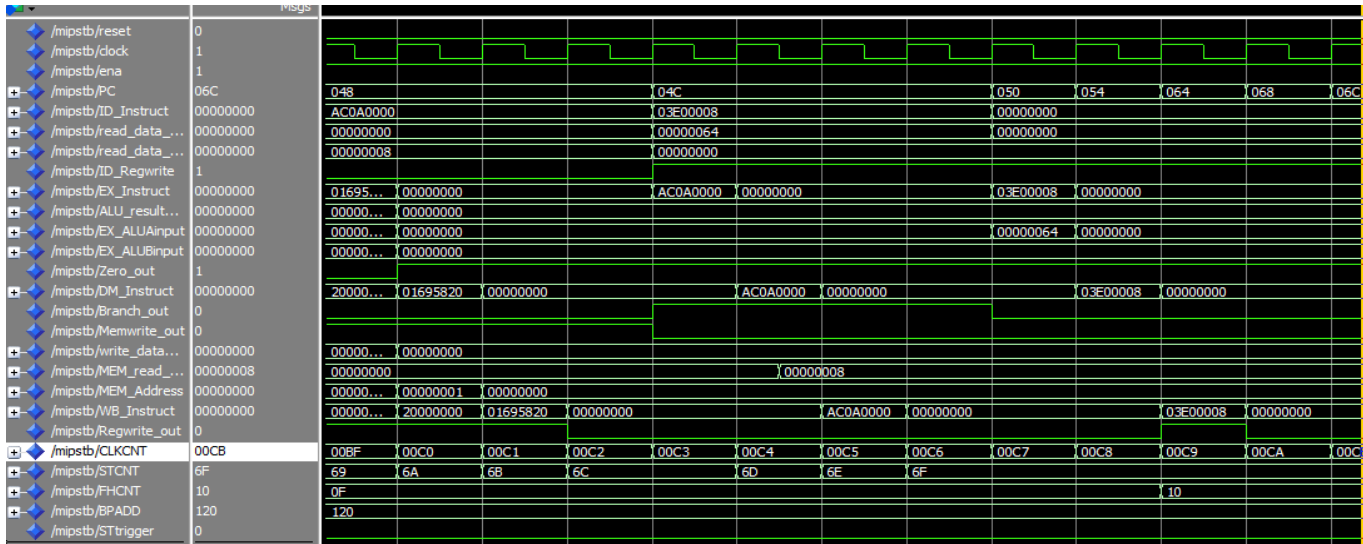 Msgs
/mipstb/reset 0
/mipstb/clock 1
/mipstb/ena 1
/mipstb/PC 06C 048 04C 050 054 064 068 06C
/mipstb/ID_Instruct 00000000 AC0A0000 03E00008 00000000
/mipstb/read_data_... 00000000 00000000 00000064 00000000
/mipstb/read_data_... 00000000 00000008 00000000
/mipstb/ID_Regwrite 1
/mipstb/EX_Instruct 00000000 01695... 00000000 AC0A0000 00000000 03E00008 00000000
/mipstb/ALU_result... 00000000 00000... 00000000
/mipstb/EX_ALUAinput 00000000 00000... 00000000 00000064 00000000
/mipstb/EX_ALUBinput 00000000 00000... 00000000
/mipstb/Zero_out 1
/mipstb/DM_Instruct 00000000 20000... 01695820 00000000 AC0A0000 00000000 03E00008 00000000
/mipstb/Branch_out 0
/mipstb/Memwrite_out 0
/mipstb/write_data... 00000000 00000... 00000000
/mipstb/MEM_read_... 00000008 00000000 00000008
/mipstb/MEM_Address 00000000 00000... 00000001 00000000
/mipstb/WB_Instruct 00000000 00000... 20000000 01695820 00000000 AC0A0000 00000000 03E00008 00000000
/mipstb/Regwrite_out 0
/mipstb/CLKCNT 00CB 00BF 00C0 00C1 00C2 00C3 00C4 00C5 00C6 00C7 00C8 00C9 00CA 00C
/mipstb/STCNT 6F 69 6A 6B 6C 6D 6E 6F
/mipstb/FHCNT 10 0F 10
/mipstb/BPADD 120 120
/mipstb/STtrigger 0